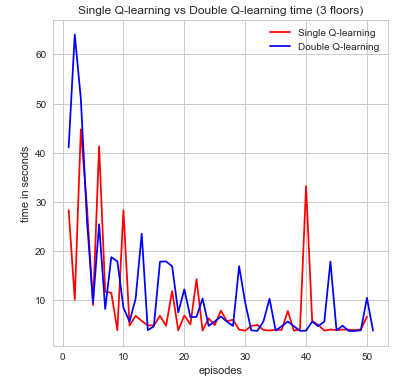 Single Q-learning vs Double Q-learning time (3 floors)
Single Q-learning
Double Q-learning
60
50
40
30
20
10
time in seconds
0 10 20 30 40 50
episodes